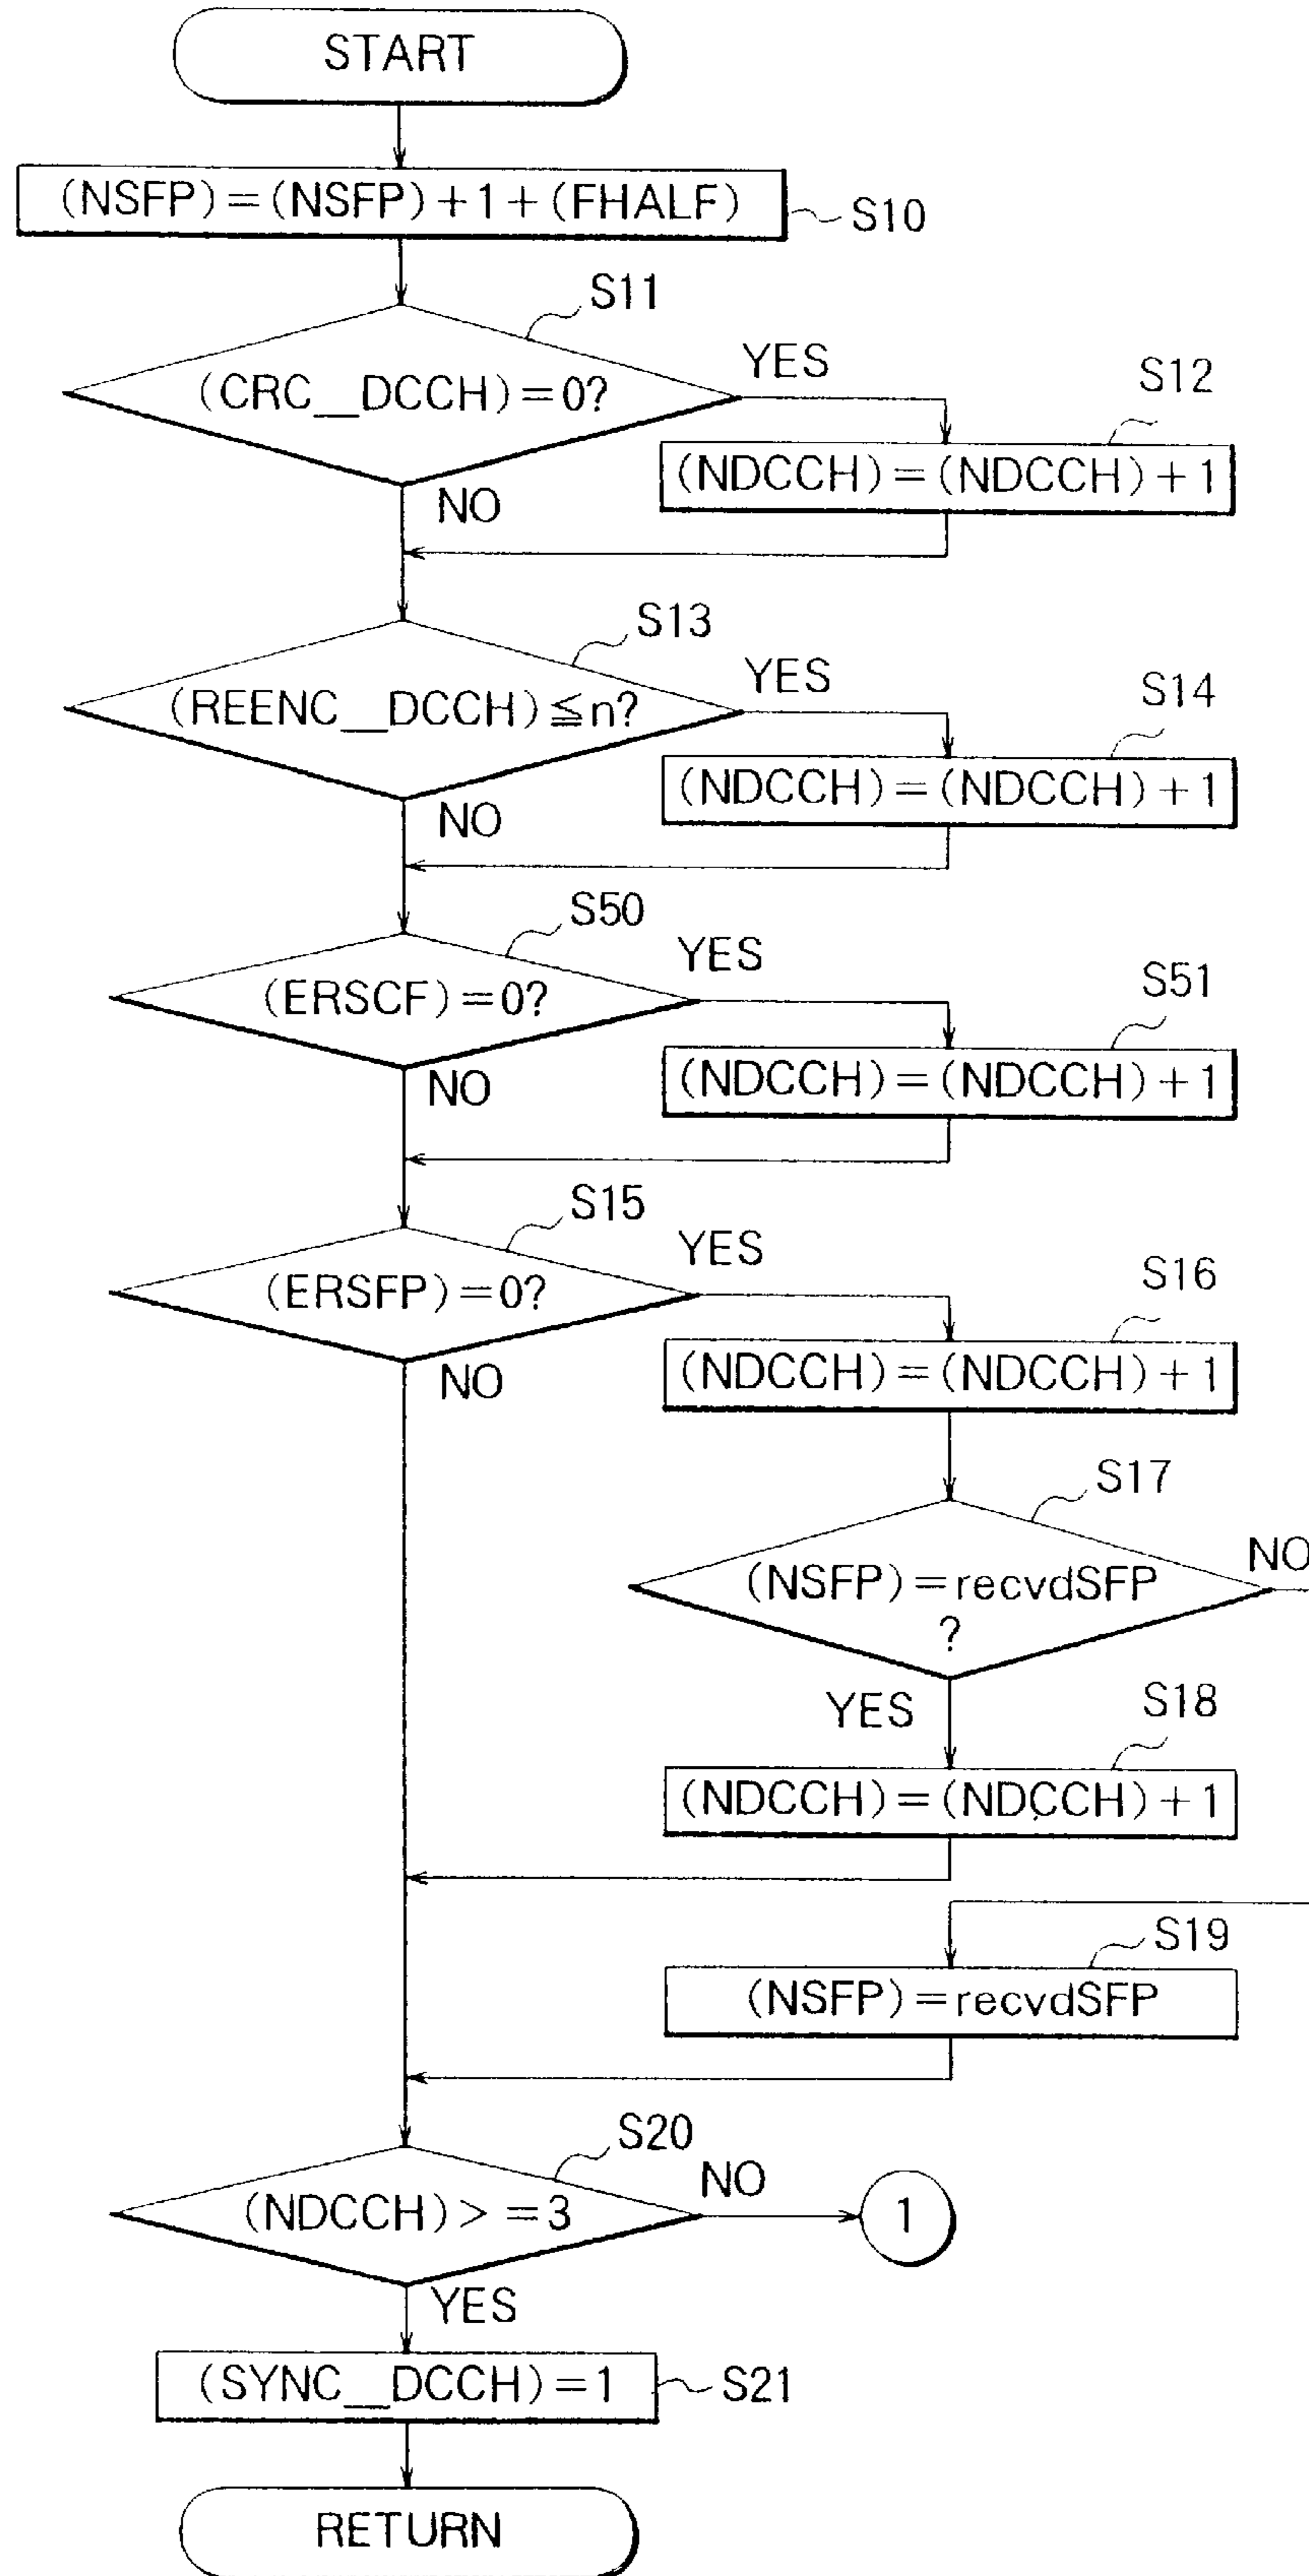 START
(NSFP)=(NSFP)+1+(FHALF)
S10
S11
(CRC__DCCH)=0?
YES
S12
(NDCCH)=(NDCCH)+1
NO
S13
(REENC__DCCH)≦n?
YES
S14
(NDCCH)=(NDCCH)+1
NO
S50
(ERSCF)=0?
YES
S51
(NDCCH)=(NDCCH)+1
NO
S15
(ERSFP)=0?
YES
S16
(NDCCH)=(NDCCH)+1
NO
S17
(NSFP)=recvdSFP
?
NO
YES
S18
(NDCCH)=(NDCCH)+1
S19
(NSFP)=recvdSFP
S20
(NDCCH)>=3
NO
1
YES
(SYNC__DCCH)=1
S21
RETURN